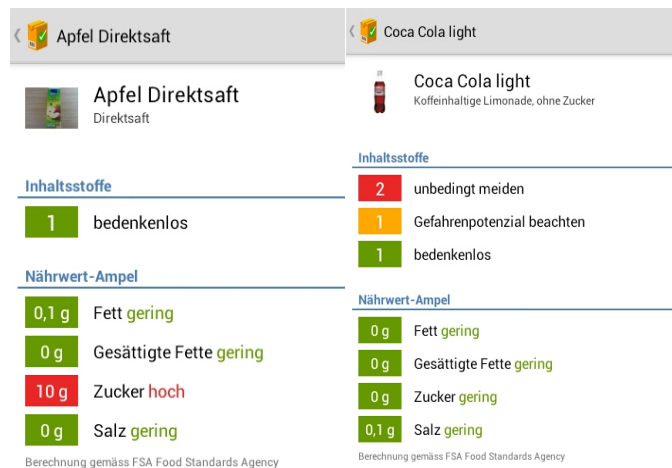 Apfel Direktsaft
Apfel Direktsaft
Direktsaft
Inhaltsstoffe
1 bedenkenlos
Nährwert-Ampel
0,1 g Fett gering
0 g Gesättigte Fette gering
10 g Zucker hoch
0 g Salz gering
Berechnung gemäss FSA Food Standards Agency
Coca Cola light
Coca Cola light
Koffeinhaltige Limonade, ohne Zucker
Inhaltsstoffe
2 unbedingt meiden
1 Gefahrenpotenzial beachten
1 bedenkenlos
Nährwert-Ampel
0 g Fett gering
0 g Gesättigte Fette gering
0 g Zucker gering
0,1 g Salz gering
Berechnung gemäss FSA Food Standards Agency